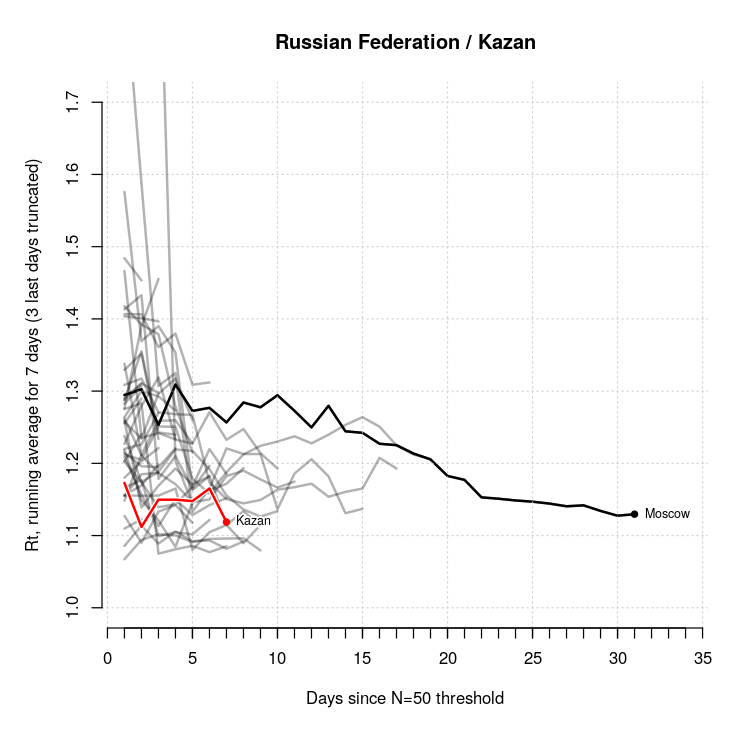 Russian Federation / Kazan
Rt, running average for 7 days (3 last days truncated)
1.7
1.6
1.5
1.4
1.3
1.2
1.1
1.0
Kazan
Moscow
0 5 10 15 20 25 30 35
Days since N=50 threshold